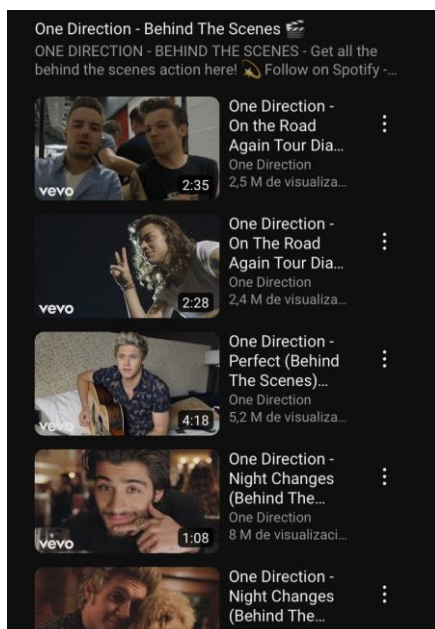 One Direction - Behind The Scenes 🎬
ONE DIRECTION - BEHIND THE SCENES - Get all the
behind the scenes action here! 💫 Follow on Spotify -...
One Direction -
On the Road
Again Tour Dia...
One Direction
2,5 M de visualiza...
vevo
2:35
One Direction -
On The Road
Again Tour Dia...
One Direction
2,4 M de visualiza...
vevo
2:28
One Direction -
Perfect (Behind
The Scenes)...
One Direction
5,2 M de visualiza...
vevo
4:18
One Direction -
Night Changes
(Behind The...
One Direction
8 M de visualizaci...
vevo
1:08
One Direction -
Night Changes
(Behind The...